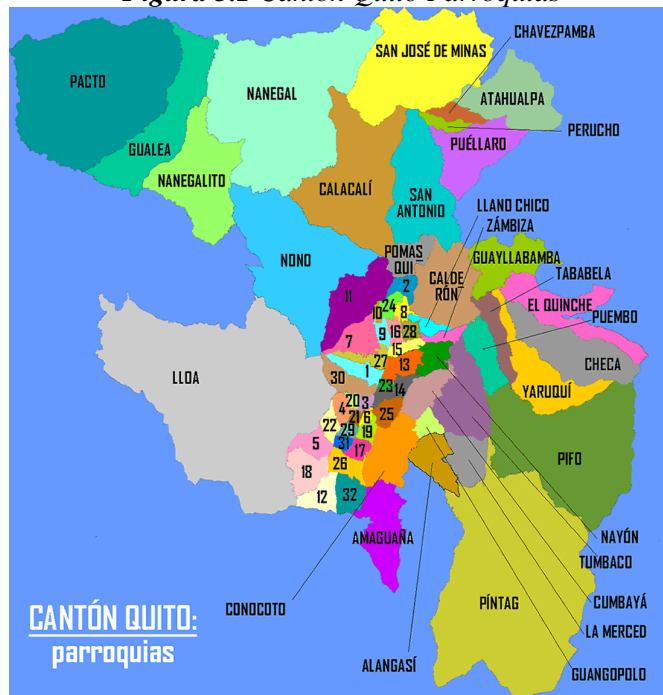 Figura 3.2 Cantón Quito Parroquias
CHAVEZPAMBA
SAN JOSÉ DE MINAS
PACTO
NANEGAL
ATAHUALPA
PERUCHO
GUALEA
PUÉLLARO
NANEGALITO
CALACALÍ
SAN
ANTONIO
LLANO CHICO
ZÁMBIZA
NONO
POMAS
QUI
GUAYLLABAMBA
CALDE
RÓN
TABABELA
2
11
EL QUINCHE
24
10
8
PUEMBO
9
16
28
7
15
CHECA
27
13
LLOA
1
30
23
14
YARUQUÍ
20
3
4
21
6
25
22
29
19
5
31
17
PIFO
18
26
12
32
NAYÓN
AMAGUAÑA
TUMBACO
CONOCOTO
PÍNTAG
CUMBAYÁ
CANTÓN QUITO:
LA MERCED
parroquias
ALANGASÍ
GUANGOPOLO